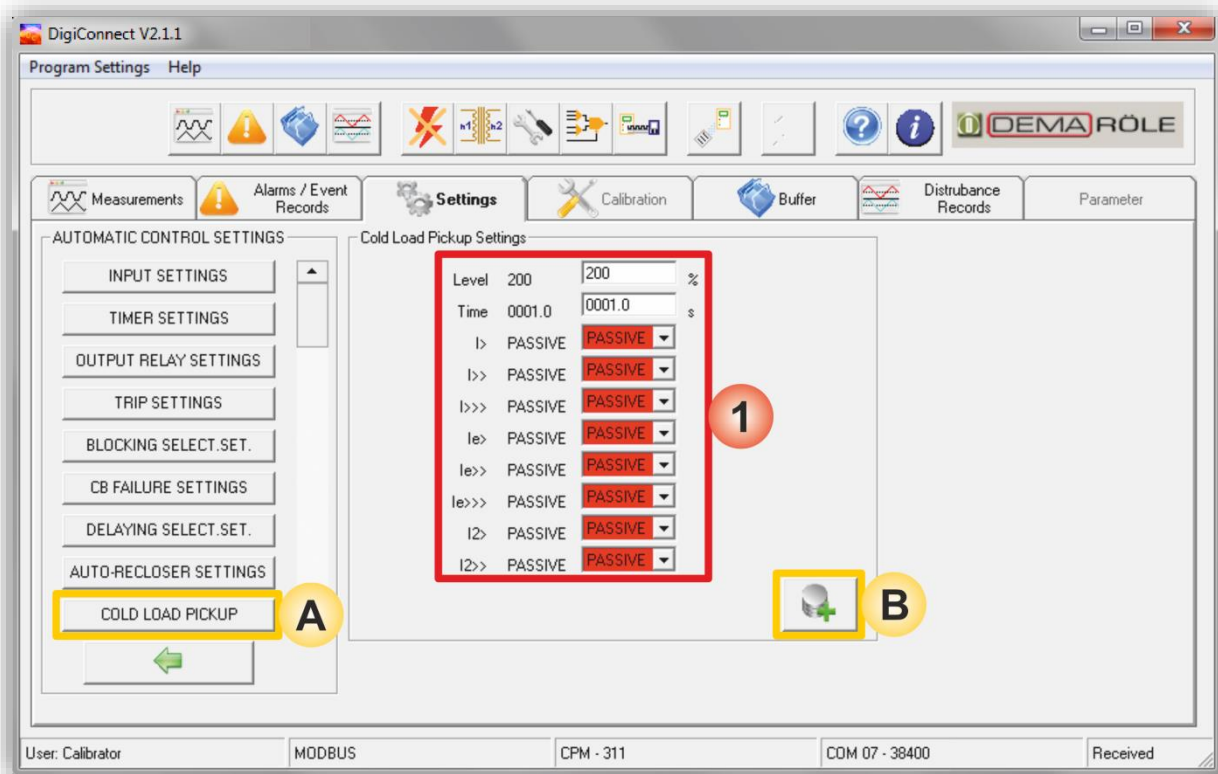 DigiConnect V2.1.1
Program Settings Help
n1 n2
DEMA RÖLE
Measurements
Alarms / Event
Records
Settings
Calibration
Buffer
Distrubance
Records
Parameter
AUTOMATIC CONTROL SETTINGS
INPUT SETTINGS
TIMER SETTINGS
OUTPUT RELAY SETTINGS
TRIP SETTINGS
BLOCKING SELECT.SET.
CB FAILURE SETTINGS
DELAYING SELECT.SET.
AUTO-RECLOSER SETTINGS
COLD LOAD PICKUP
A
Cold Load Pickup Settings
Level 200 200 %
Time 0001.0 0001.0 s
I> PASSIVE PASSIVE
I>> PASSIVE PASSIVE
I>>> PASSIVE PASSIVE
Ie> PASSIVE PASSIVE
Ie>> PASSIVE PASSIVE
Ie>>> PASSIVE PASSIVE
I2> PASSIVE PASSIVE
I2>> PASSIVE PASSIVE
1
B
User: Calibrator MODBUS CPM - 311 COM 07 - 38400 Received